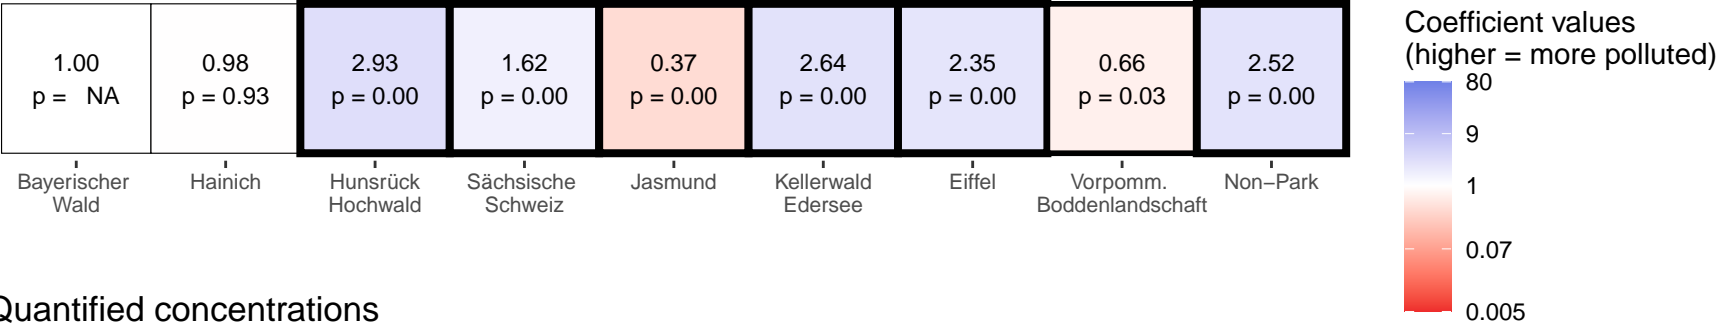 1.00
p =   NA
0.98
p = 0.93
2.93
p = 0.00
1.62
p = 0.00
0.37
p = 0.00
2.64
p = 0.00
2.35
p = 0.00
0.66
p = 0.03
2.52
p = 0.00
Bayerischer
Wald
Hainich
Hunsrück
Hochwald
Sächsische
Schweiz
Jasmund
Kellerwald
Edersee
Eiffel
Vorpomm.
Boddenlandschaft
Non−Park
Coefficient values
(higher = more polluted)
80
9
1
0.07
0.005
Quantified concentrations